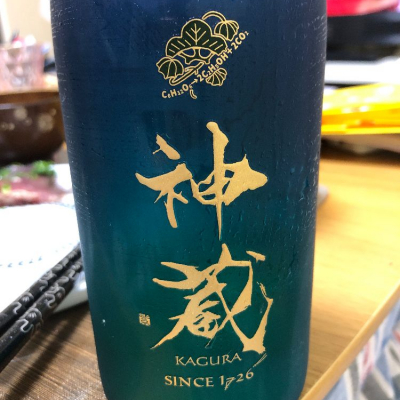 C₆H₁₂O₆→2C₂H₅OH+2CO₂
神
蔵
KAGURA
SINCE 1726